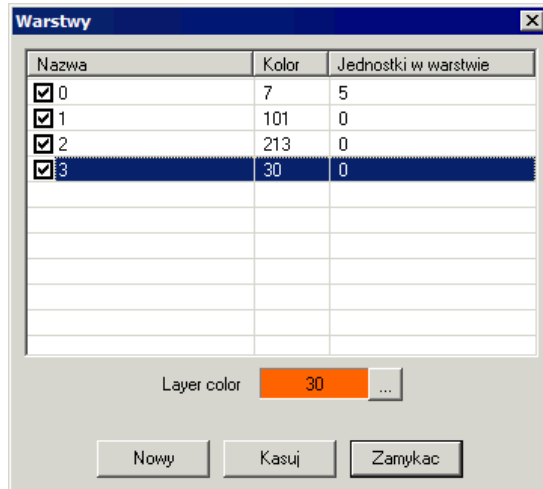 Warstwy
Nazwa Kolor Jednostki w warstwie
0 7 5
1 101 0
2 213 0
3 30 0
Layer color 30 ...
Nowy Kasuj Zamykac